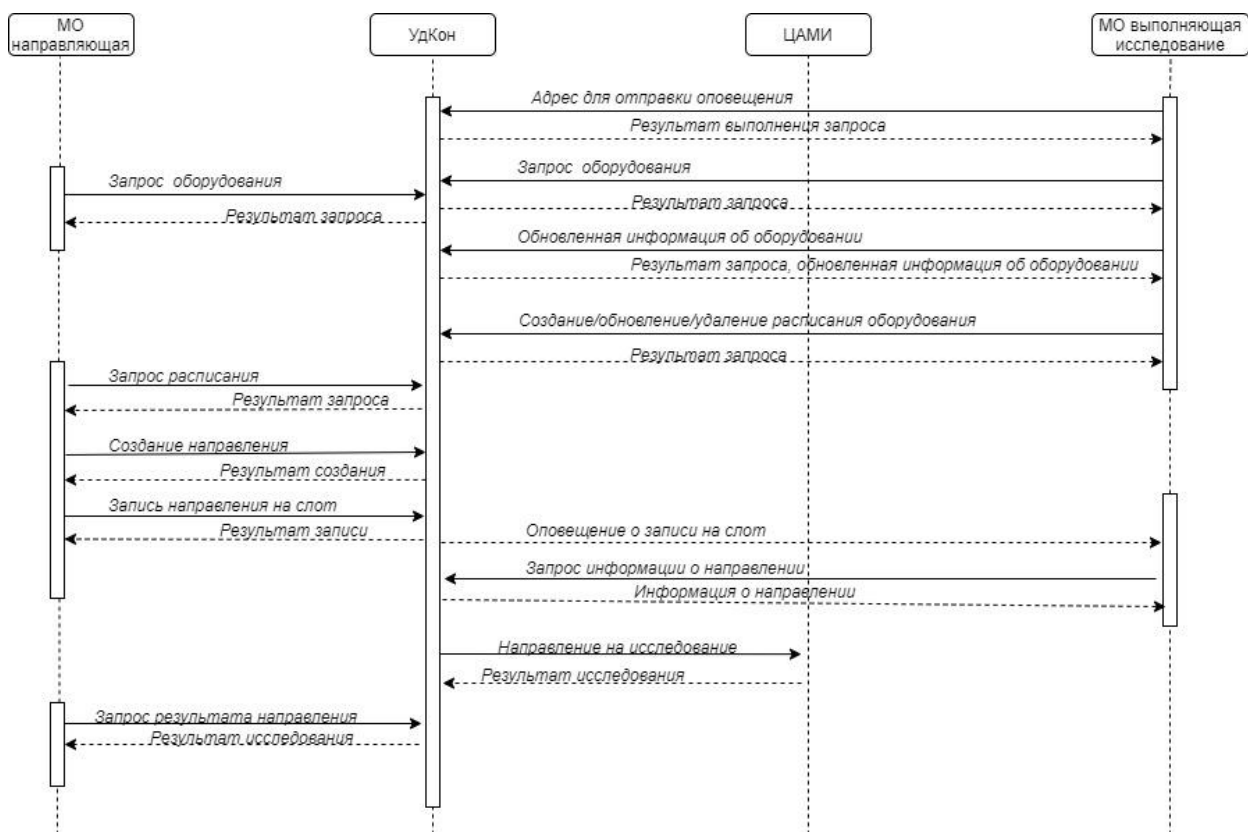 МО
направляющая
УдКон
ЦАМИ
МО выполняющая
исследование
Адрес для отправки оповещения
Результат выполнения запроса
Запрос оборудования
Запрос оборудования
Результат запроса
Результат запроса
Обновленная информация об оборудовании
Результат запроса, обновленная информация об оборудовании
Создание/обновление/удаление расписания оборудования
Результат запроса
Запрос расписания
Результат запроса
Создание направления
Результат создания
Запись направления на слот
Результат записи
Оповещение о записи на слот
Запрос информации о направлении
Информация о направлении
Направление на исследование
Результат исследования
Запрос результата направления
Результат исследования